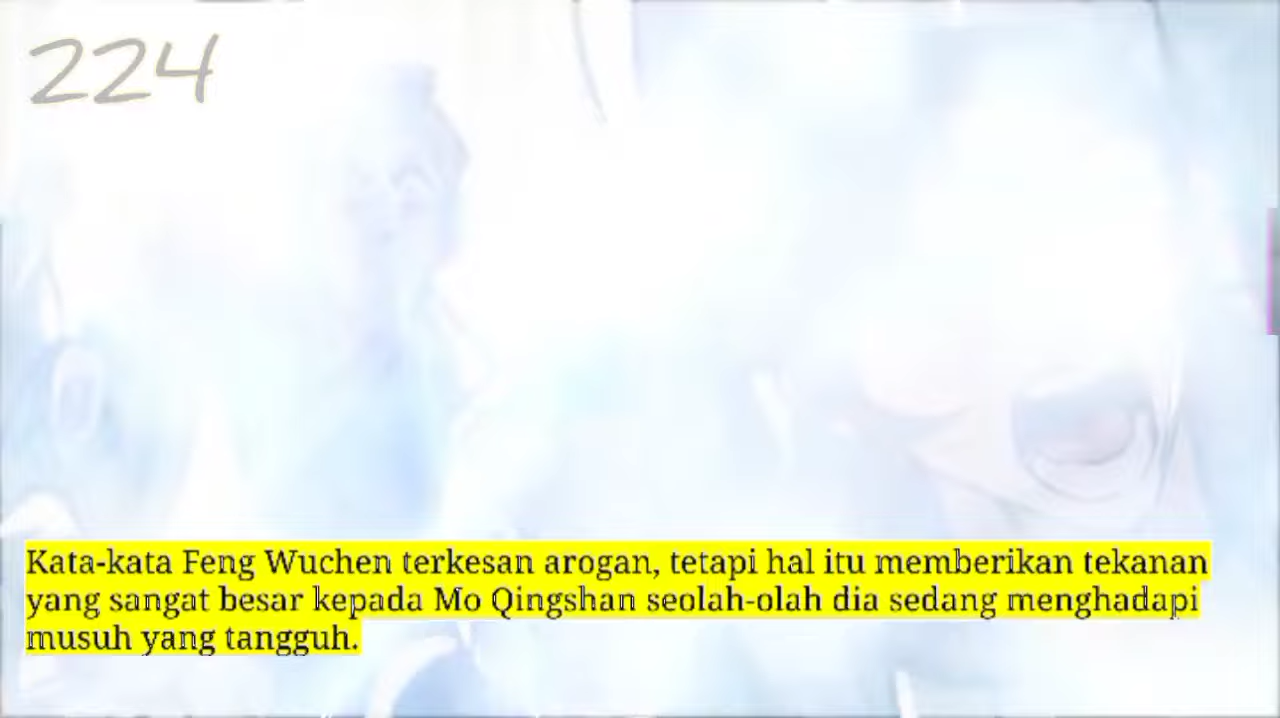 224
Kata-kata Feng Wuchen terkesan arogan, tetapi hal itu memberikan tekanan
yang sangat besar kepada Mo Qingshan seolah-olah dia sedang menghadapi
musuh yang tangguh.